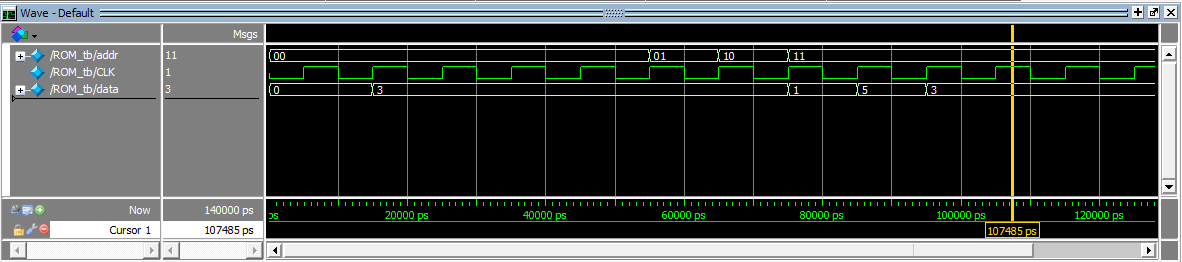 Wave - Default
Msgs
/ROM_tb/addr 11 00 01 10 11
/ROM_tb/CLK 1
/ROM_tb/data 3 0 3 1 5 3
Now 140000 ps ps 20000 ps 40000 ps 60000 ps 80000 ps 100000 ps 120000 ps
Cursor 1 107485 ps 107485 ps